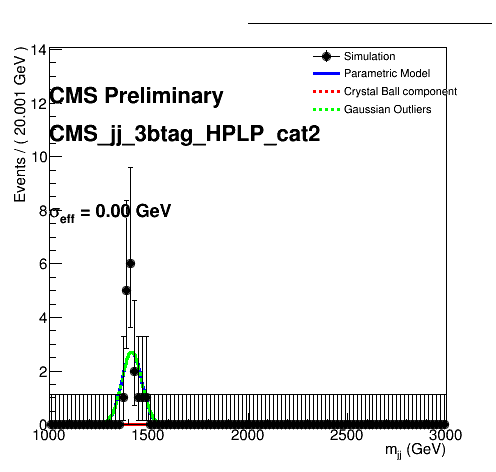 14
12
10
8
6
4
2
0
Events / ( 20.001 GeV )
Simulation
Parametric Model
Crystal Ball component
Gaussian Outliers
CMS Preliminary
CMS_jj_3btag_HPLP_cat2
σeff = 0.00 GeV
1000 1500 2000 2500 3000
mjj (GeV)